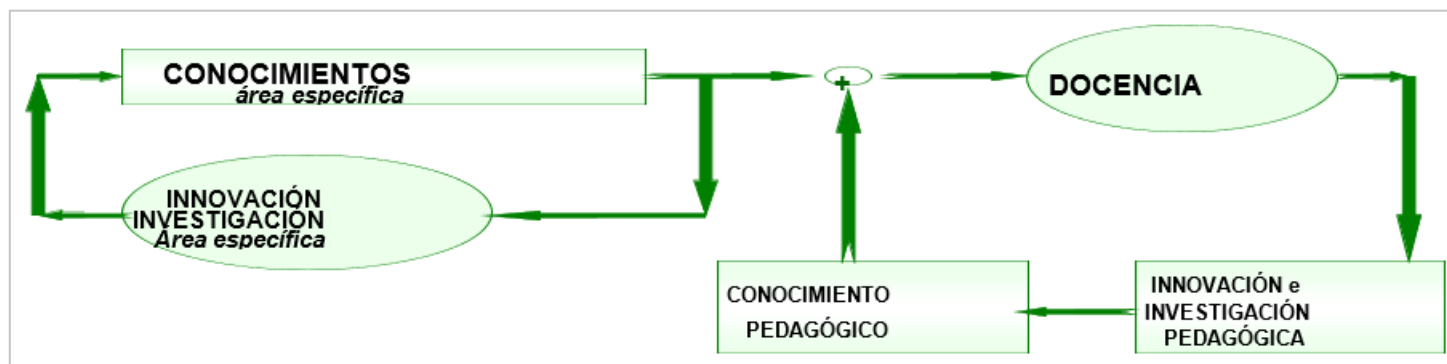 CONOCIMIENTOS
área específica
+
DOCENCIA
INNOVACIÓN
INVESTIGACIÓN
Área específica
CONOCIMIENTO
PEDAGÓGICO
INNOVACIÓN e
INVESTIGACIÓN
PEDAGÓGICA